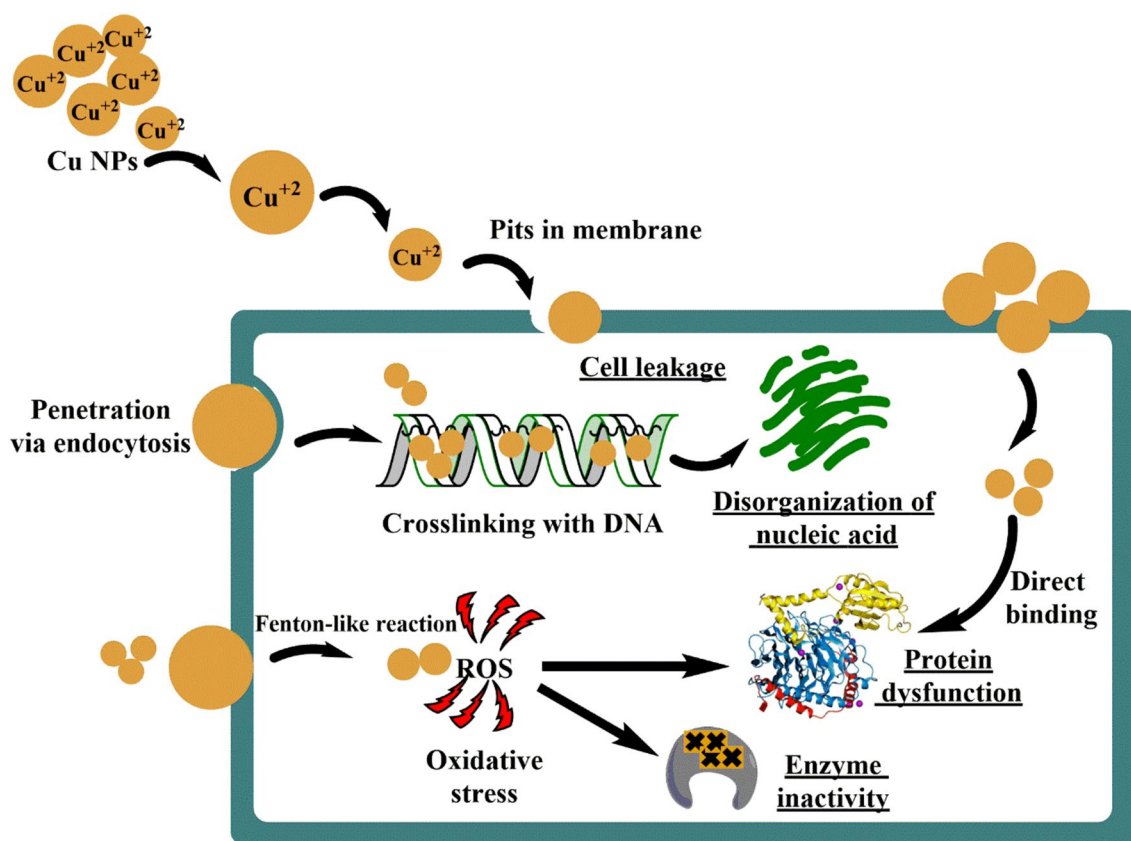 Cu⁺²
Cu⁺²
Cu⁺²
Cu⁺²
Cu⁺²
Cu⁺²
Cu NPs
Cu⁺²
Cu⁺²
Pits in membrane
Cell leakage
Penetration
via endocytosis
Crosslinking with DNA
Disorganization of
nucleic acid
Direct
binding
Fenton-like reaction
ROS
Oxidative
stress
Protein
dysfunction
Enzyme
inactivity